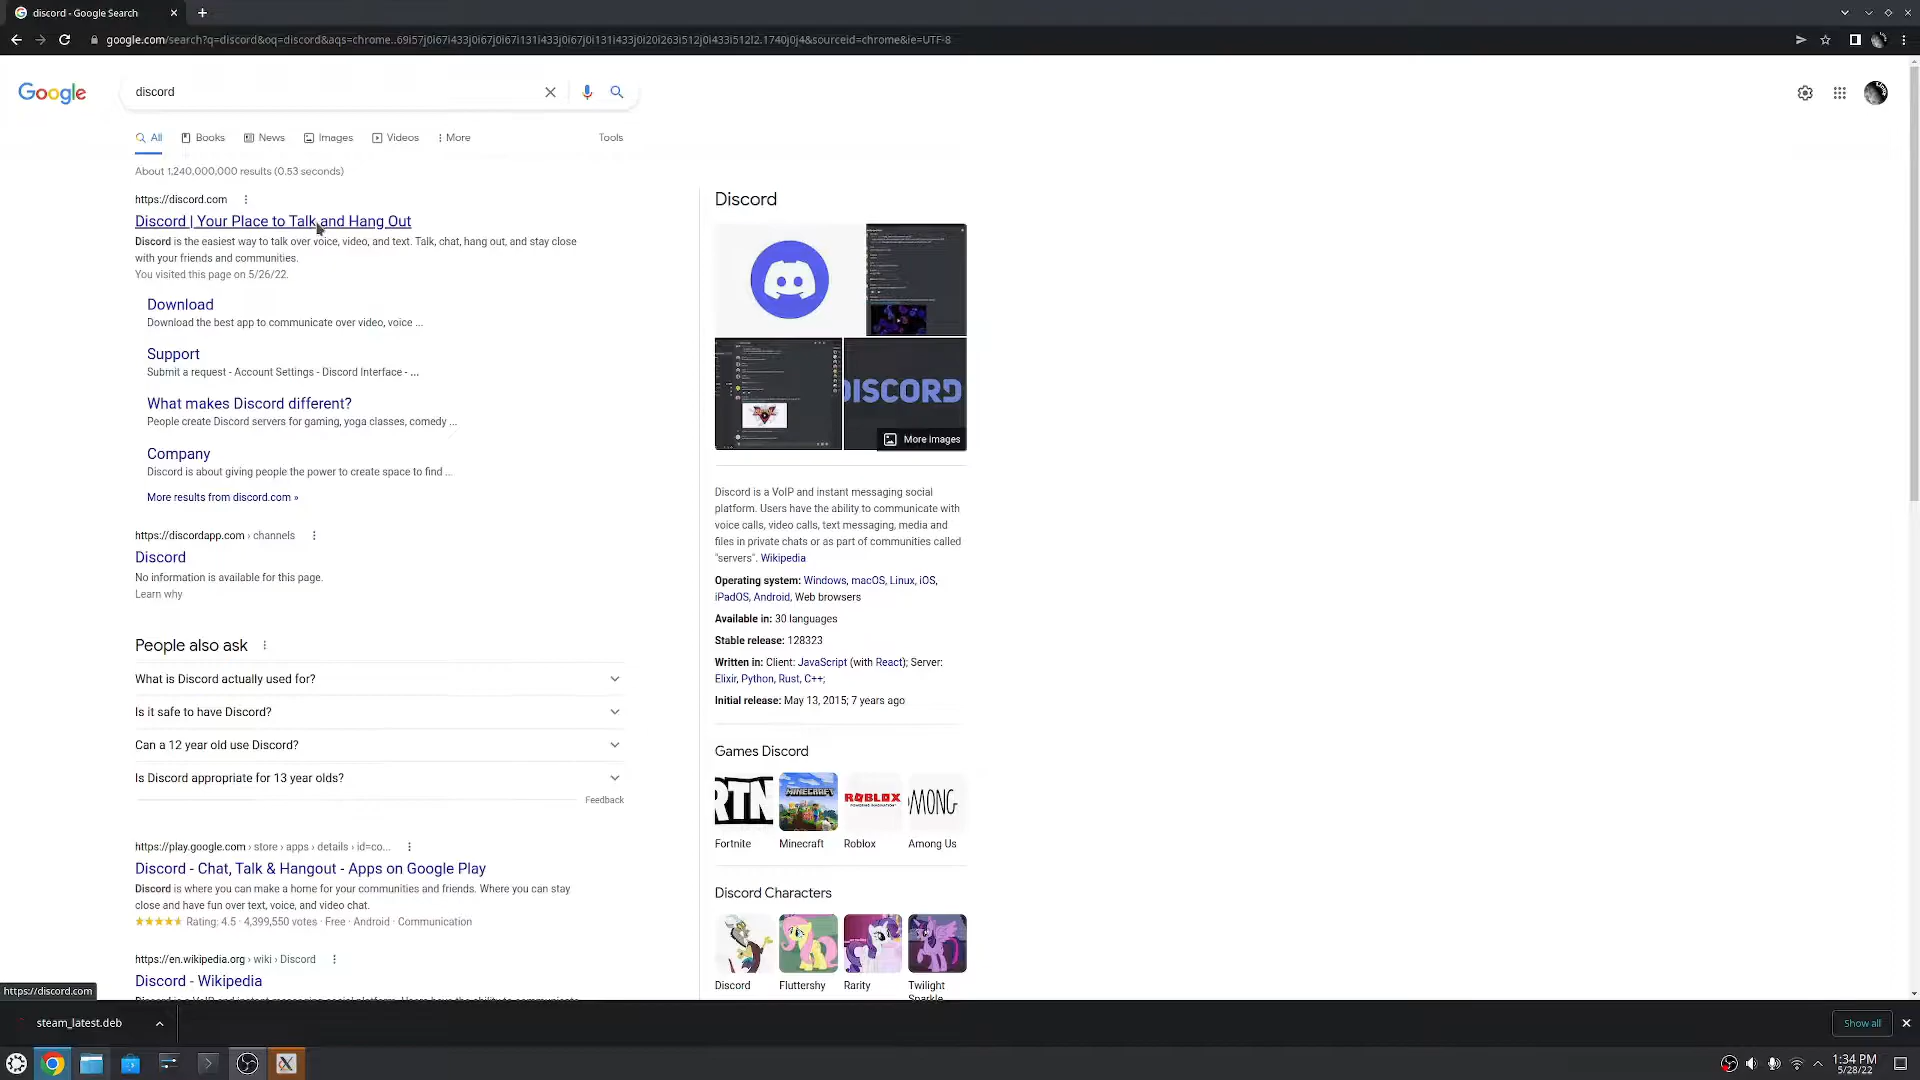 discord - Google Search
google.com/search?q=discord&oq=discord&aqs=chrome..69i57j0i67i433j0i67j0i67i131i433j0i67j0i131i433j0i20i263i512j0i433i512l2.1740j0j4&sourceid=chrome&ie=UTF-8
Google
discord
All
Books
News
Images
Videos
More
Tools
About 1,240,000,000 results (0.53 seconds)
https://discord.com
Discord | Your Place to Talk and Hang Out
Discord is the easiest way to talk over voice, video, and text. Talk, chat, hang out, and stay close
with your friends and communities.
You visited this page on 5/26/22.
Download
Download the best app to communicate over video, voice ...
Support
Submit a request - Account Settings - Discord Interface - ...
What makes Discord different?
People create Discord servers for gaming, yoga classes, comedy ...
Company
Discord is about giving people the power to create space to find ...
More results from discord.com »
https://discordapp.com › channels
Discord
No information is available for this page.
Learn why
People also ask
What is Discord actually used for?
Is it safe to have Discord?
Can a 12 year old use Discord?
Is Discord appropriate for 13 year olds?
Feedback
https://play.google.com › store › apps › details › id=co...
Discord - Chat, Talk & Hangout - Apps on Google Play
Discord is where you can make a home for your communities and friends. Where you can stay
close and have fun over text, voice, and video chat.
Rating: 4.5 · 4,399,550 votes · Free · Android · Communication
https://en.wikipedia.org › wiki › Discord
Discord - Wikipedia
https://discord.com
Discord
DISCORD
More images
Discord is a VoIP and instant messaging social
platform. Users have the ability to communicate with
voice calls, video calls, text messaging, media and
files in private chats or as part of communities called
"servers". Wikipedia
Operating system: Windows, macOS, Linux, iOS,
iPadOS, Android, Web browsers
Available in: 30 languages
Stable release: 128323
Written in: Client: JavaScript (with React); Server:
Elixir, Python, Rust, C++;
Initial release: May 13, 2015; 7 years ago
Games Discord
RTN
MINECRAFT
ROBLOX
MONG
Fortnite
Minecraft
Roblox
Among Us
Discord Characters
Discord
Fluttershy
Rarity
Twilight
Sparkle
steam_latest.deb
Show all
1:34 PM
5/28/22